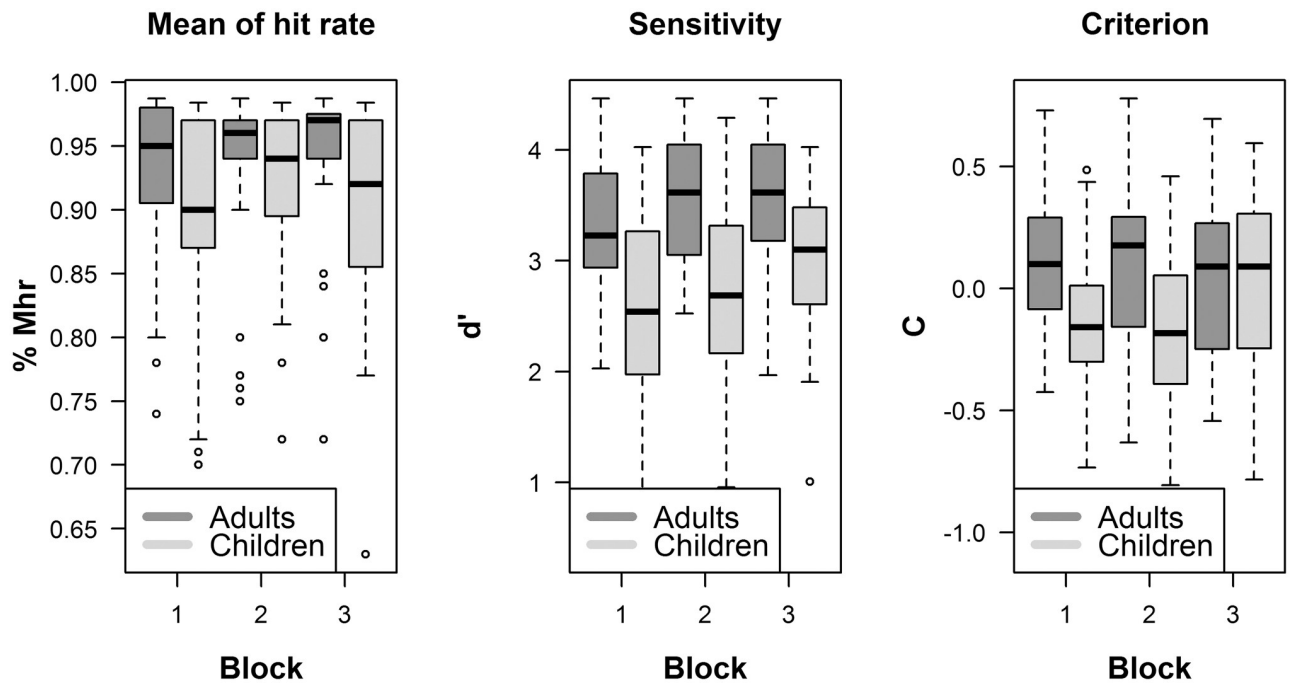 Mean of hit rate
% Mhr
1.00
0.95
0.90
0.85
0.80
0.75
0.70
0.65
Adults
Children
1 2 3
Block
Sensitivity
d'
4
3
2
1
Adults
Children
1 2 3
Block
Criterion
C
0.5
0.0
-0.5
-1.0
Adults
Children
1 2 3
Block